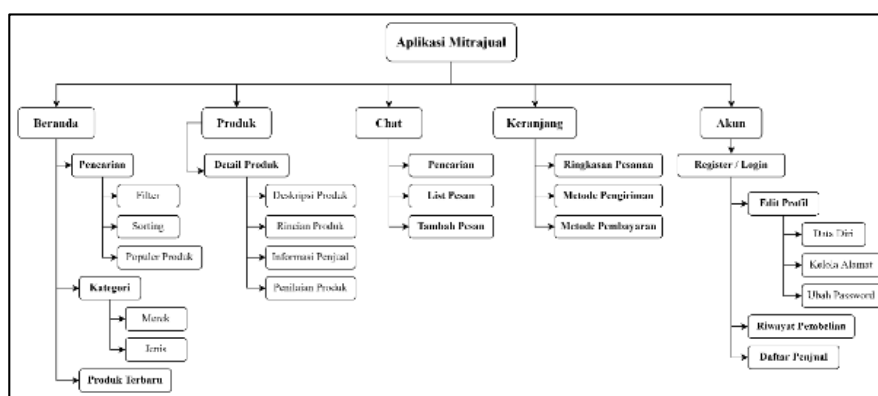 Aplikasi Mitrajual
Beranda
Produk
Chat
Keranjang
Akun
Pencarian
Filter
Sorting
Populer Produk
Kategori
Merek
Jenis
Produk Terbaru
Detail Produk
Deskripsi Produk
Rincian Produk
Informasi Penjual
Penilaian Produk
Pencarian
List Pesan
Tambah Pesan
Ringkasan Pesanan
Metode Pengiriman
Metode Pembayaran
Register / Login
Edit Profil
Data Diri
Kelola Alamat
Ubah Password
Riwayat Pembelian
Daftar Penjual